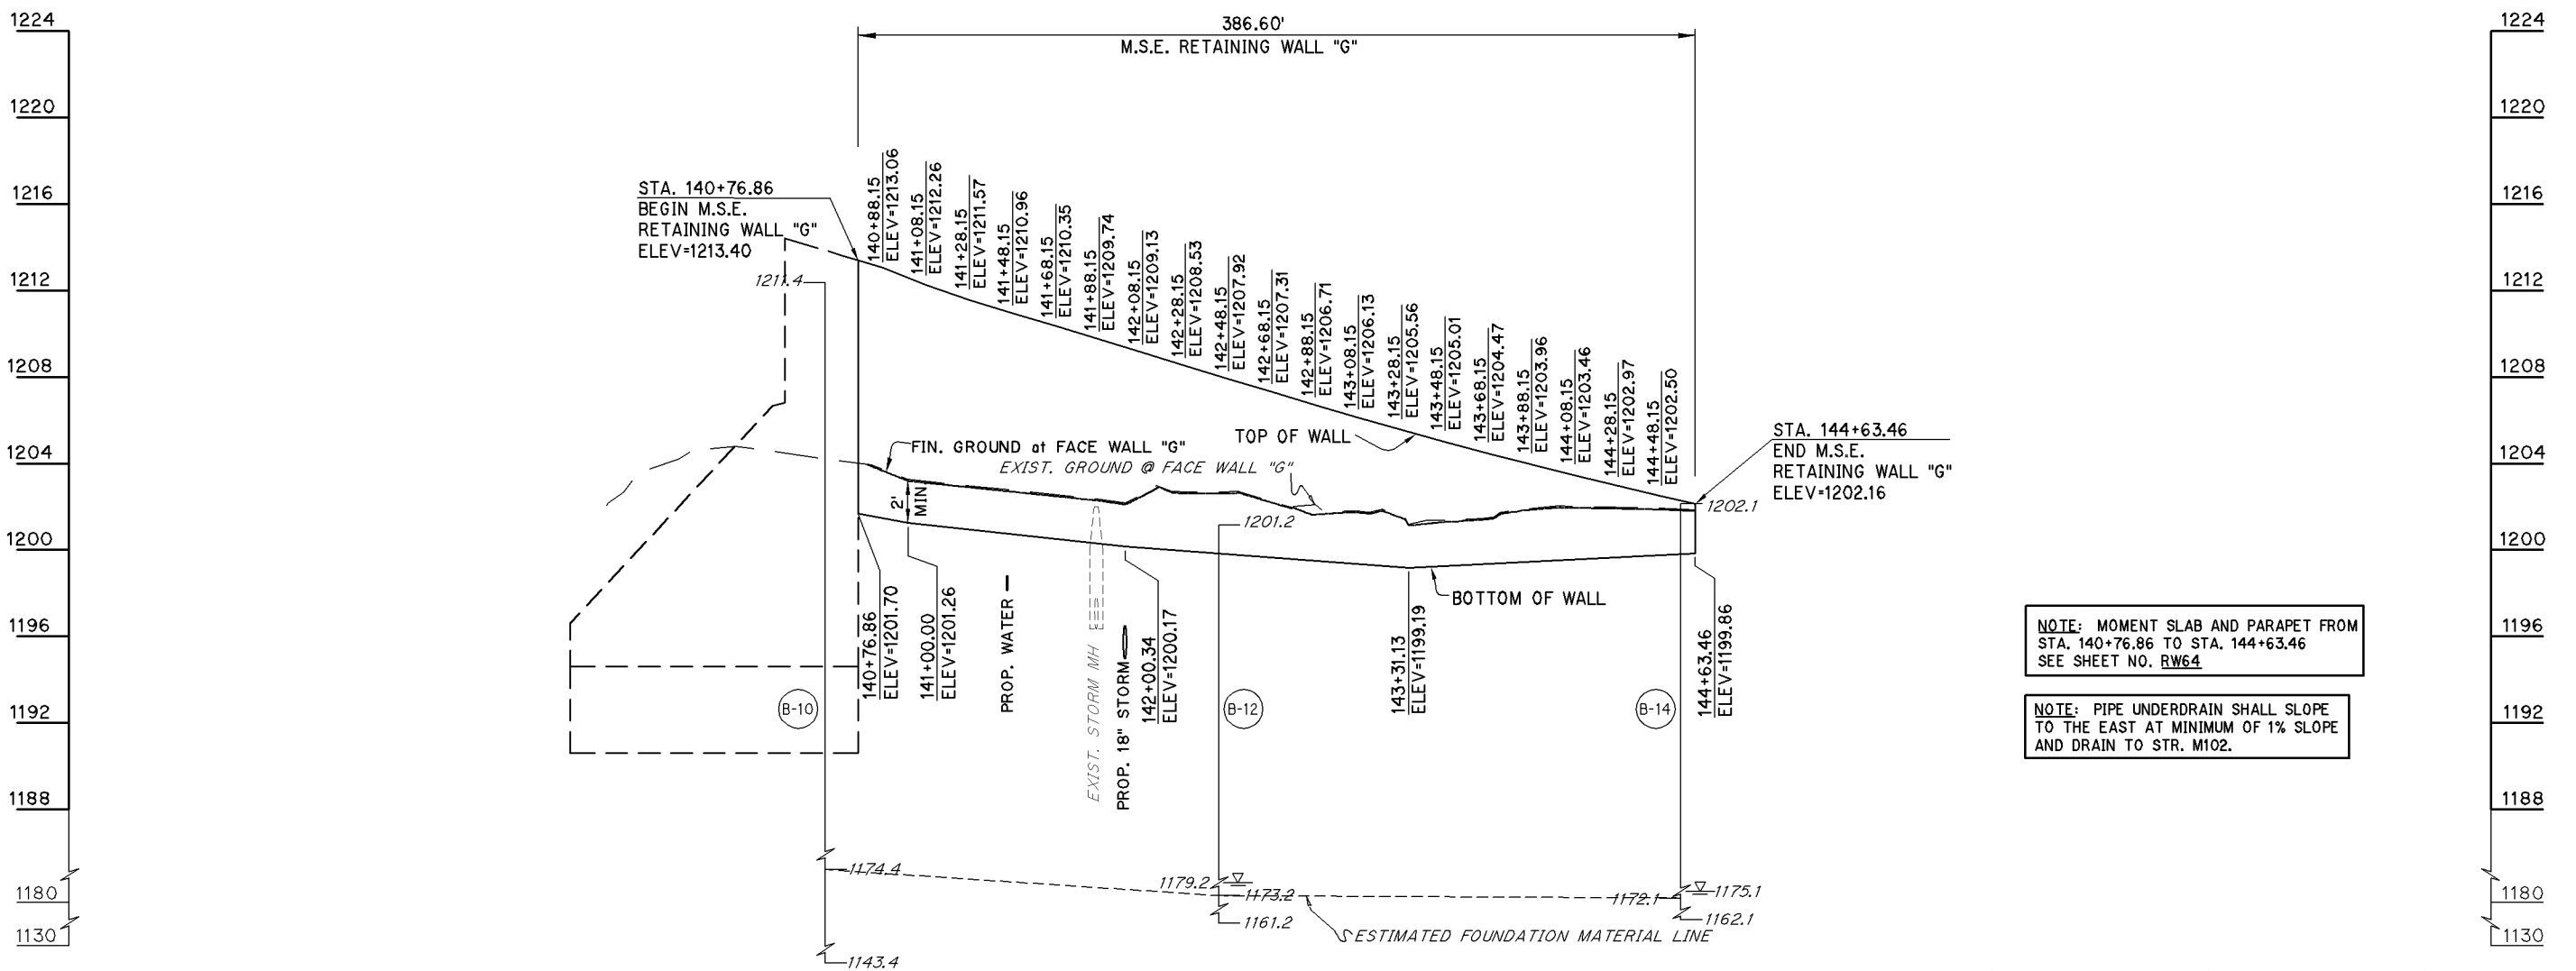 1224
1220
1216
1212
1208
1204
1200
1196
1192
1188
1180
1130
386.60'
M.S.E. RETAINING WALL "G"
STA. 140+76.86
BEGIN M.S.E.
RETAINING WALL "G"
ELEV=1213.40
1211.4
140+88.15
ELEV=1213.06
141+08.15
ELEV=1212.26
141+28.15
ELEV=1211.57
141+48.15
ELEV=1210.96
141+68.15
ELEV=1210.35
141+88.15
ELEV=1209.74
142+08.15
ELEV=1209.13
142+28.15
ELEV=1208.53
142+48.15
ELEV=1207.92
142+68.15
ELEV=1207.31
142+88.15
ELEV=1206.71
143+08.15
ELEV=1206.13
143+28.15
ELEV=1205.56
143+48.15
ELEV=1205.01
143+68.15
ELEV=1204.47
143+88.15
ELEV=1203.96
144+08.15
ELEV=1203.46
144+28.15
ELEV=1202.97
144+48.15
ELEV=1202.50
FIN. GROUND at FACE WALL "G"
EXIST. GROUND @ FACE WALL "G"
TOP OF WALL
STA. 144+63.46
END M.S.E.
RETAINING WALL "G"
ELEV=1202.16
2'
MIN
1201.2
1202.1
BOTTOM OF WALL
140+76.86
ELEV=1201.70
141+00.00
ELEV=1201.26
PROP. WATER
EXIST. STORM MH
PROP. 18" STORM
142+00.34
ELEV=1200.17
143+31.13
ELEV=1199.19
144+63.46
ELEV=1199.86
B-10
B-12
B-14
1174.4
1179.2
1173.2
1172.1
1175.1
1161.2
1162.1
ESTIMATED FOUNDATION MATERIAL LINE
1143.4
NOTE: MOMENT SLAB AND PARAPET FROM
STA. 140+76.86 TO STA. 144+63.46
SEE SHEET NO. RW64
NOTE: PIPE UNDERDRAIN SHALL SLOPE
TO THE EAST AT MINIMUM OF 1% SLOPE
AND DRAIN TO STR. M102.
1224
1220
1216
1212
1208
1204
1200
1196
1192
1188
1180
1130